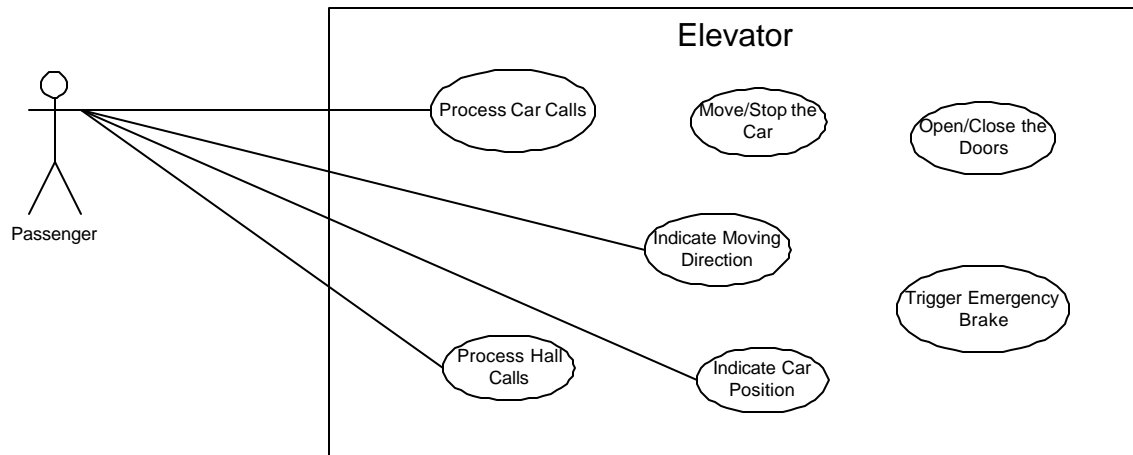 Elevator
Process Car Calls
Move/Stop the
Car
Open/Close the
Doors
Passenger
Indicate Moving
Direction
Trigger Emergency
Brake
Process Hall
Calls
Indicate Car
Position